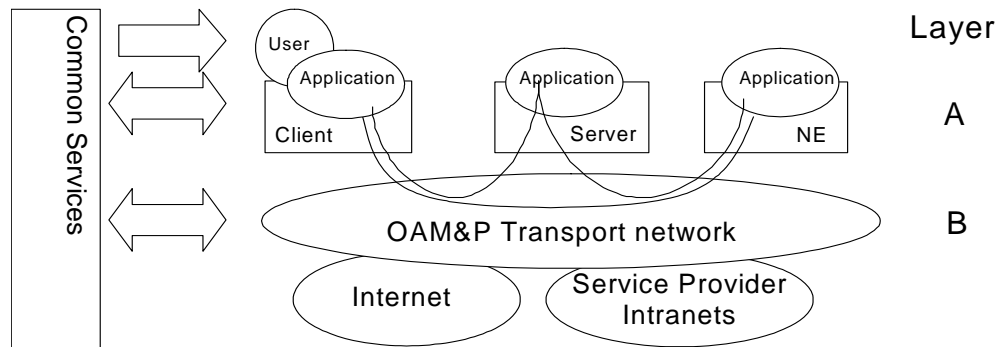 Common Services
User
Layer
Application
Application
Application
Client
Server
NE
A
OAM&P Transport network
B
Internet
Service Provider
Intranets